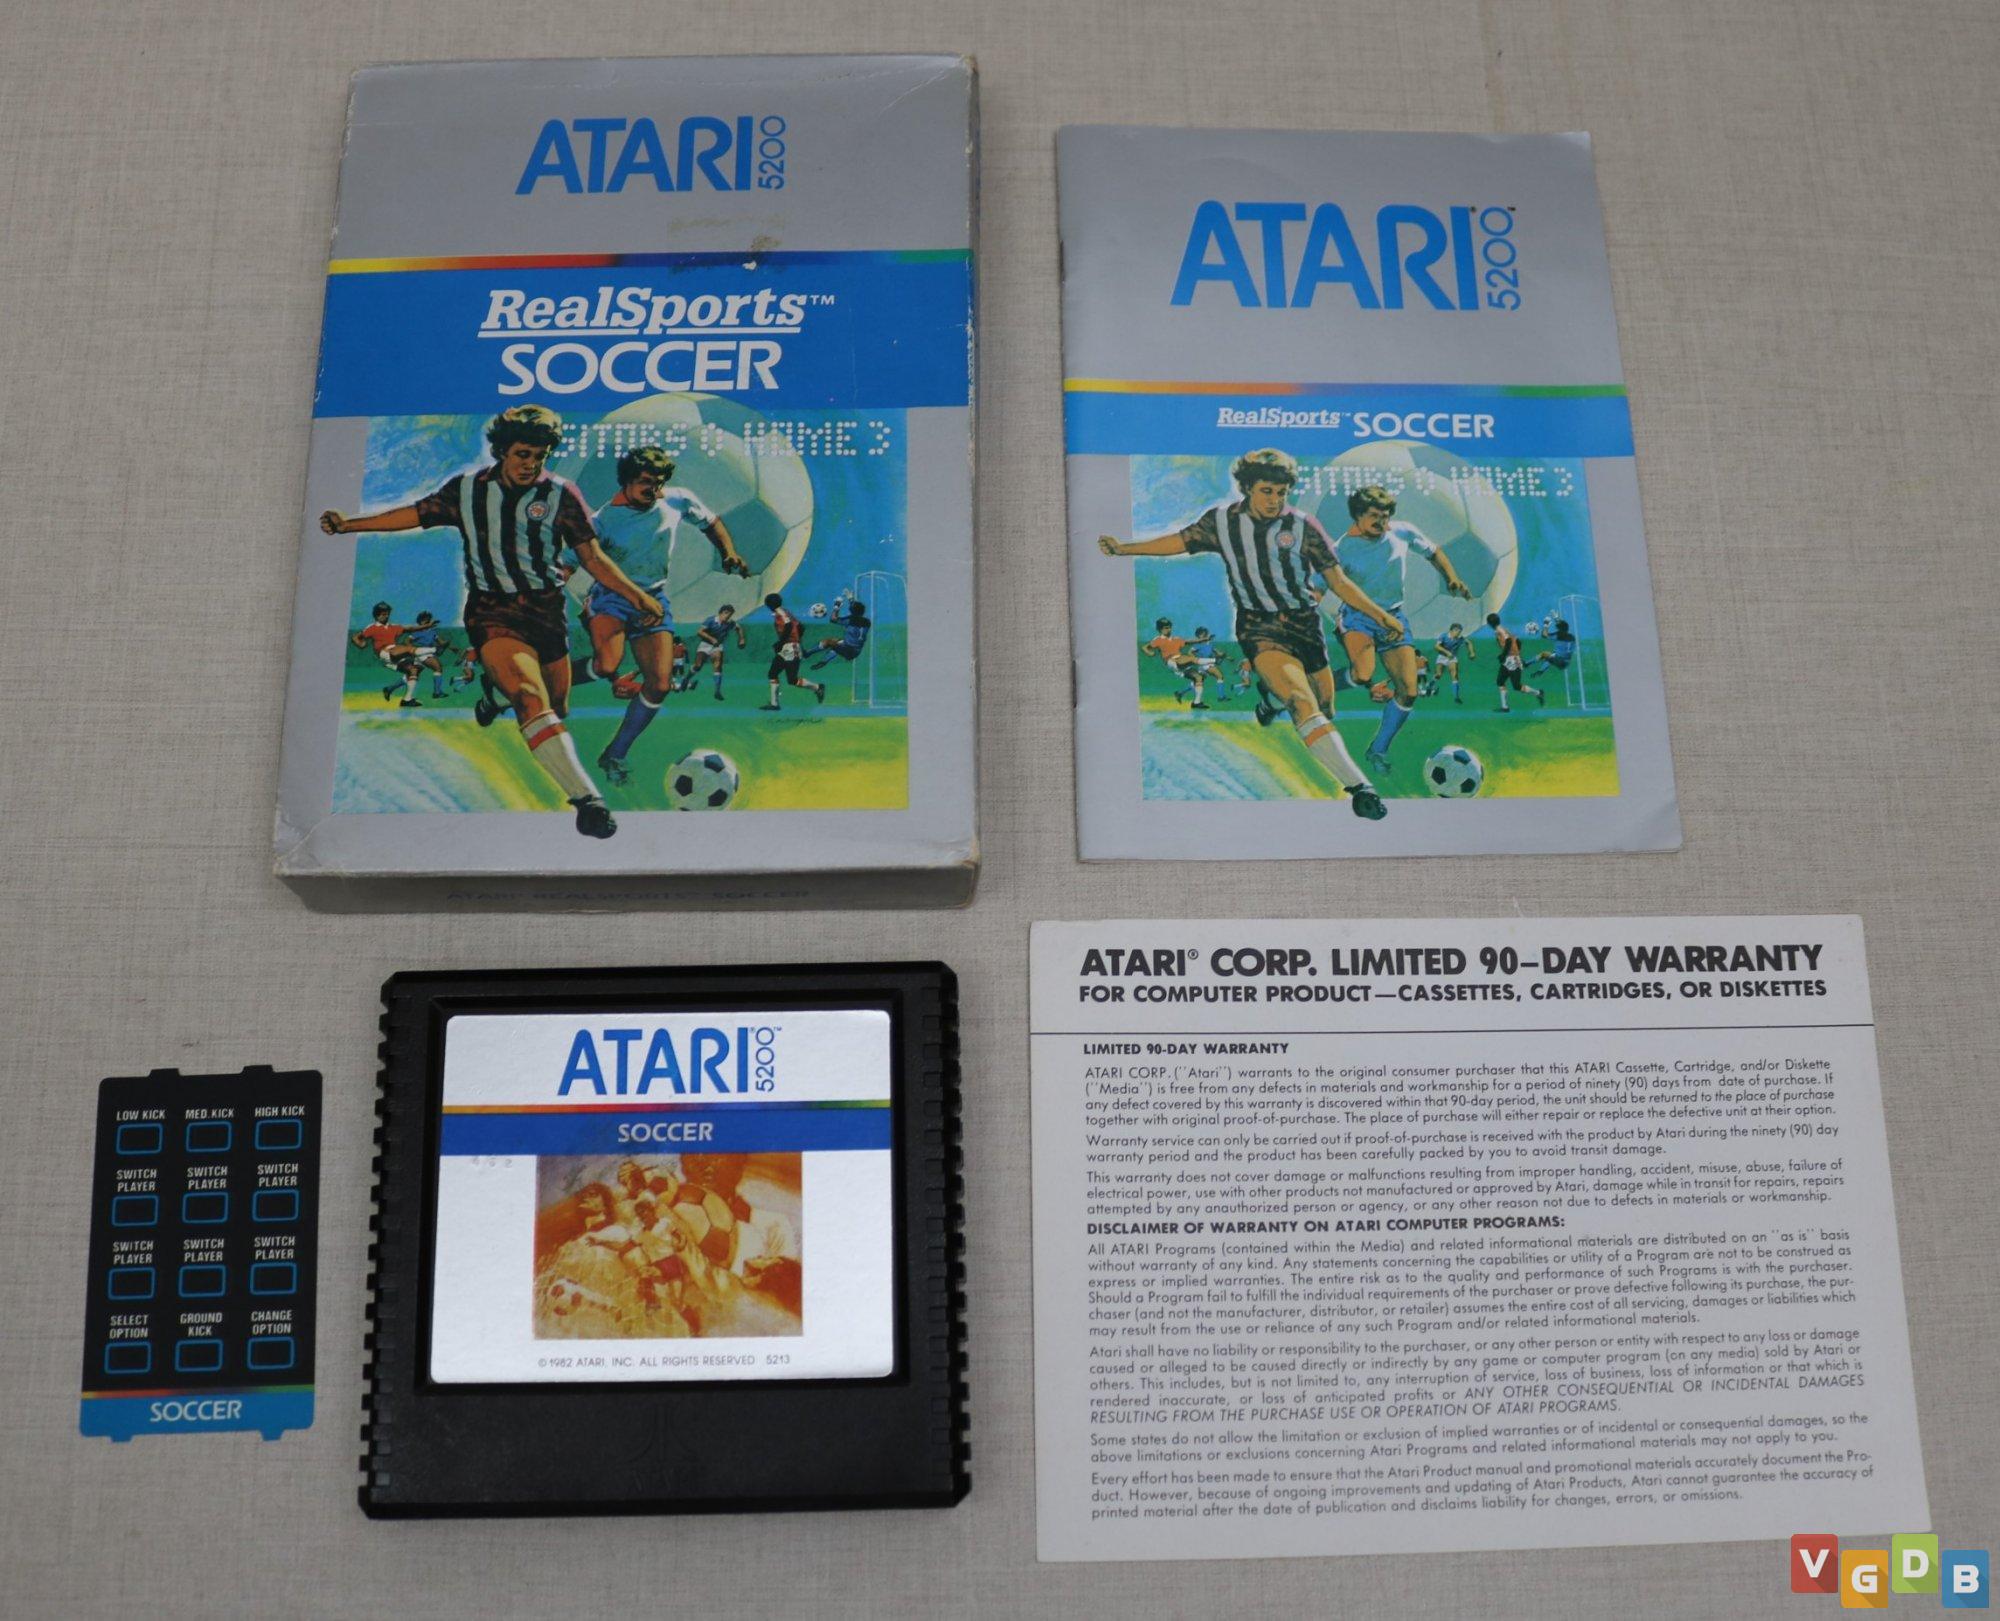 ATARI 5200
RealSports™
SOCCER
SITORS 0 HOME 3
ATARI® REALSPORTS™ SOCCER
ATARI® 5200™
RealSports™ SOCCER
SITORS 0 HOME 3
LOW KICK MED. KICK HIGH KICK
SWITCH PLAYER SWITCH PLAYER SWITCH PLAYER
SWITCH PLAYER SWITCH PLAYER SWITCH PLAYER
SELECT OPTION GROUND KICK CHANGE OPTION
SOCCER
ATARI® 5200™
SOCCER
© 1982 ATARI, INC. ALL RIGHTS RESERVED 5213
ATARI® CORP. LIMITED 90-DAY WARRANTY
FOR COMPUTER PRODUCT—CASSETTES, CARTRIDGES, OR DISKETTES
LIMITED 90-DAY WARRANTY
ATARI CORP. (''Atari'') warrants to the original consumer purchaser that this ATARI Cassette, Cartridge, and/or Diskette
(''Media'') is free from any defects in materials and workmanship for a period of ninety (90) days from date of purchase. If
any defect covered by this warranty is discovered within that 90-day period, the unit should be returned to the place of purchase
together with original proof-of-purchase. The place of purchase will either repair or replace the defective unit at their option.
Warranty service can only be carried out if proof-of-purchase is received with the product by Atari during the ninety (90) day
warranty period and the product has been carefully packed by you to avoid transit damage.
This warranty does not cover damage or malfunctions resulting from improper handling, accident, misuse, abuse, failure of
electrical power, use with other products not manufactured or approved by Atari, damage while in transit for repairs, repairs
attempted by any unauthorized person or agency, or any other reason not due to defects in materials or workmanship.
DISCLAIMER OF WARRANTY ON ATARI COMPUTER PROGRAMS:
All ATARI Programs (contained within the Media) and related informational materials are distributed on an ''as is'' basis
without warranty of any kind. Any statements concerning the capabilities or utility of a Program are not to be construed as
express or implied warranties. The entire risk as to the quality and performance of such Programs is with the purchaser.
Should a Program fail to fulfill the individual requirements of the purchaser or prove defective following its purchase, the pur-
chaser (and not the manufacturer, distributor, or retailer) assumes the entire cost of all servicing, damages or liabilities which
may result from the use or reliance of any such Program and/or related informational materials.
Atari shall have no liability or responsibility to the purchaser, or any other person or entity with respect to any loss or damage
caused or alleged to be caused directly or indirectly by any game or computer program (on any media) sold by Atari or
others. This includes, but is not limited to, any interruption of service, loss of business, loss of information or that which is
rendered inaccurate, or loss of anticipated profits or ANY OTHER CONSEQUENTIAL OR INCIDENTAL DAMAGES
RESULTING FROM THE PURCHASE USE OR OPERATION OF ATARI PROGRAMS.
Some states do not allow the limitation or exclusion of implied warranties or of incidental or consequential damages, so the
above limitations or exclusions concerning Atari Programs and related informational materials may not apply to you.
Every effort has been made to ensure that the Atari Product manual and promotional materials accurately document the Pro-
duct. However, because of ongoing improvements and updating of Atari Products, Atari cannot guarantee the accuracy of
printed material after the date of publication and disclaims liability for changes, errors, or omissions.
VGDB